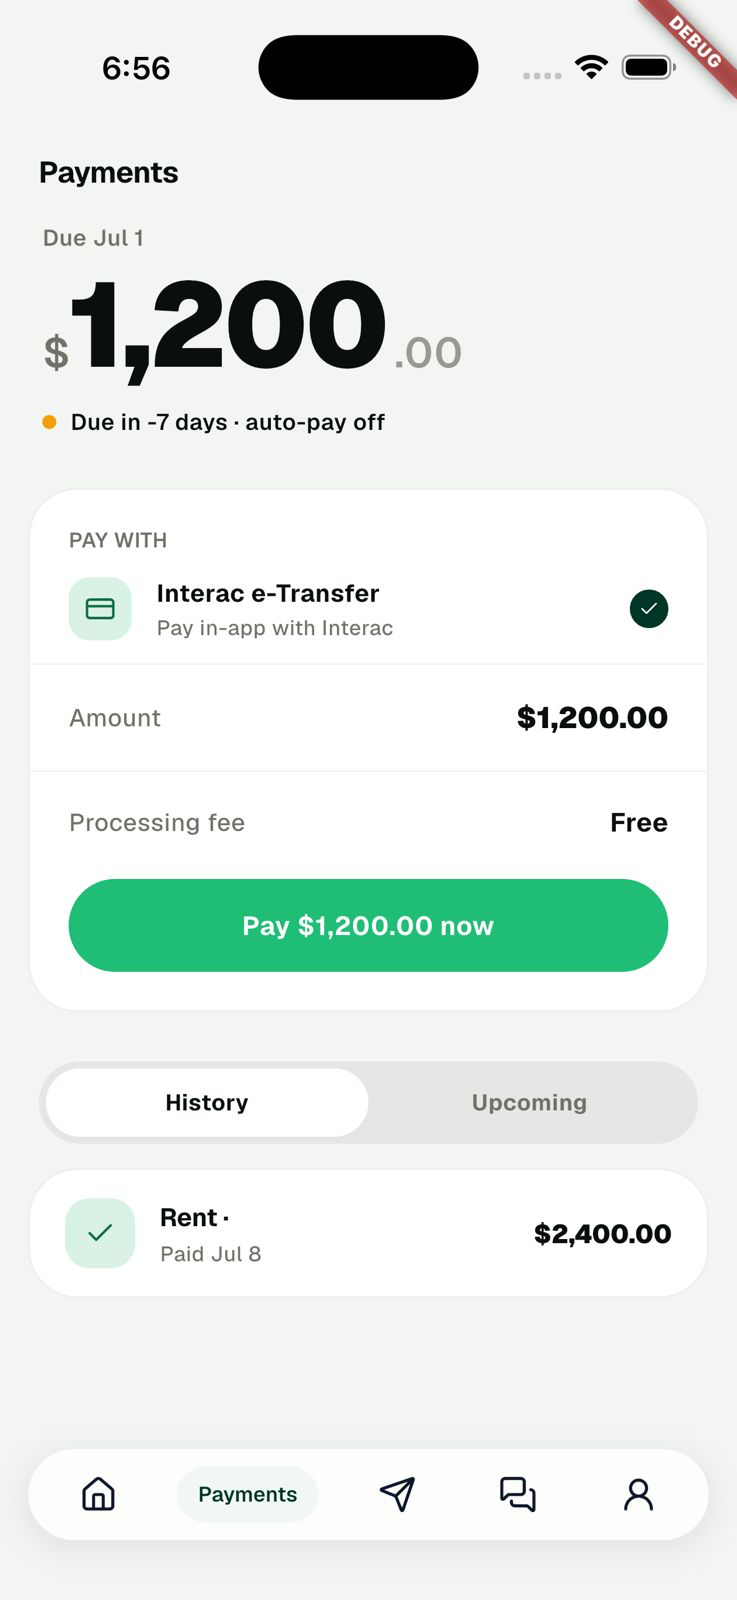 6:56
DEBUG
Payments
Due Jul 1
$1,200.00
Due in -7 days · auto-pay off
PAY WITH
Interac e-Transfer
Pay in-app with Interac
Amount $1,200.00
Processing fee Free
Pay $1,200.00 now
History Upcoming
Rent · $2,400.00
Paid Jul 8
Payments